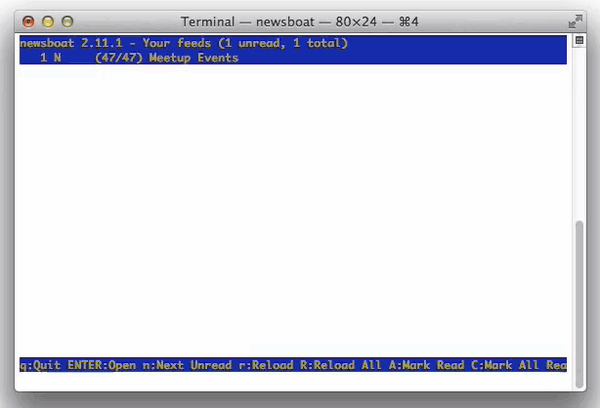 Terminal — newsboat — 80×24 — ⌘4
newsboat 2.11.1 - Your feeds (1 unread, 1 total)
1 N (47/47) Meetup Events
q:Quit ENTER:Open n:Next Unread r:Reload R:Reload All A:Mark Read C:Mark All Rea